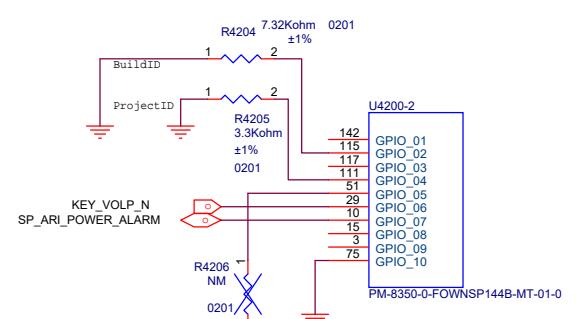 R4204 7.32Kohm 0201
±1%
1 2
BuildID
1 2
ProjectID
R4205
3.3Kohm
±1%
0201
U4200-2
142 GPIO_01
115 GPIO_02
117 GPIO_03
111 GPIO_04
51 GPIO_05
29 GPIO_06
10 GPIO_07
15 GPIO_08
3 GPIO_09
75 GPIO_10
KEY_VOLP_N
SP_ARI_POWER_ALARM
R4206
NM
0201
1
PM-8350-0-FOWNSP144B-MT-01-0